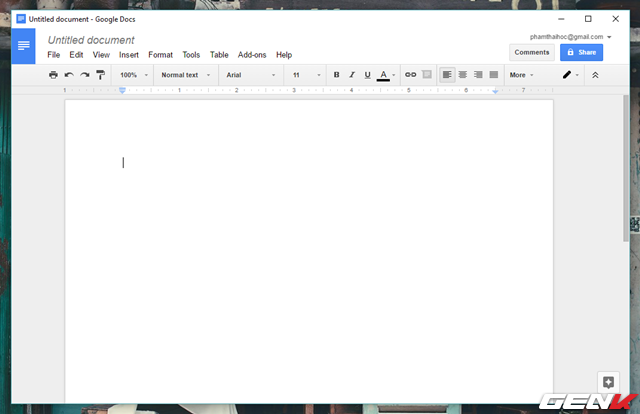 Untitled document - Google Docs
Untitled document
phamthaihoc@gmail.com
File Edit View Insert Format Tools Table Add-ons Help
Comments Share
100% Normal text Arial 11 B I U A More
1 1 2 3 4 5 6 7
GENK